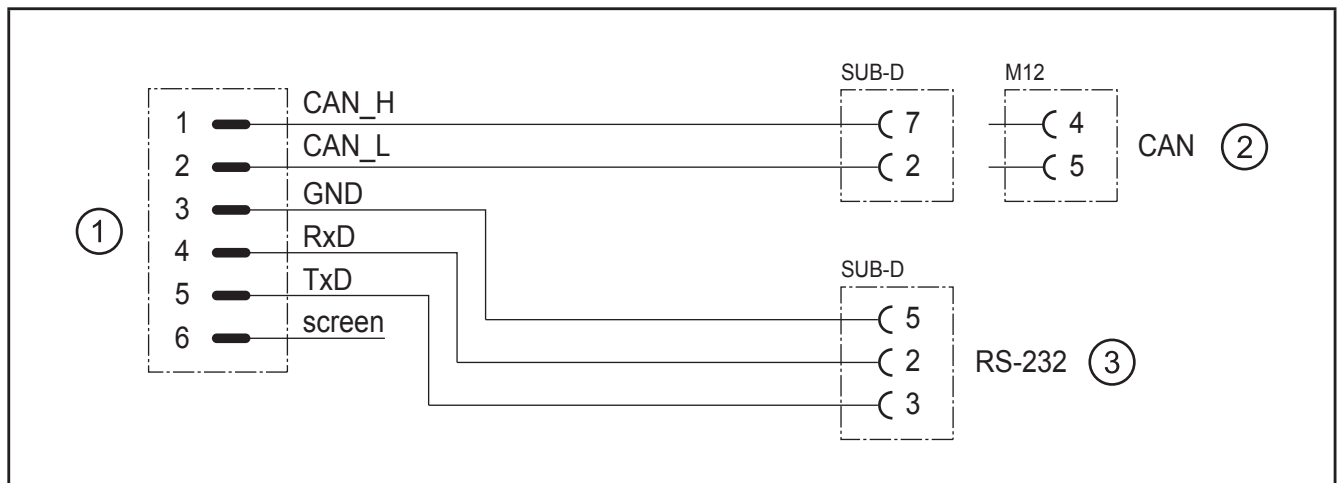 SUB-D M12
1 CAN_H 7 4
2 CAN_L 2 5 CAN 2
3 GND
1
4 RxD
SUB-D
5 TxD
5
6 screen
2 RS-232 3
3